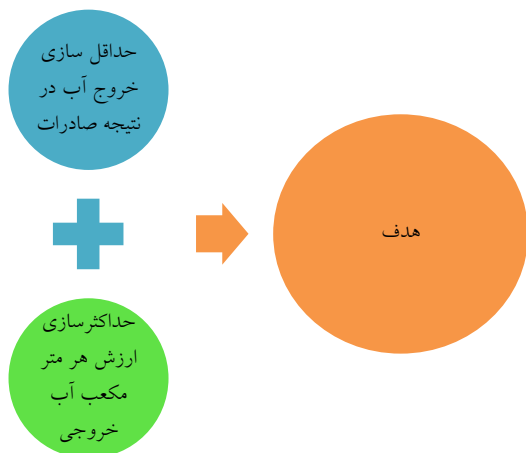 حداقل سازی
خروج آب در
نتیجه صادرات
هدف
حداکثرسازی
ارزش هر متر
مکعب آب
خروجی